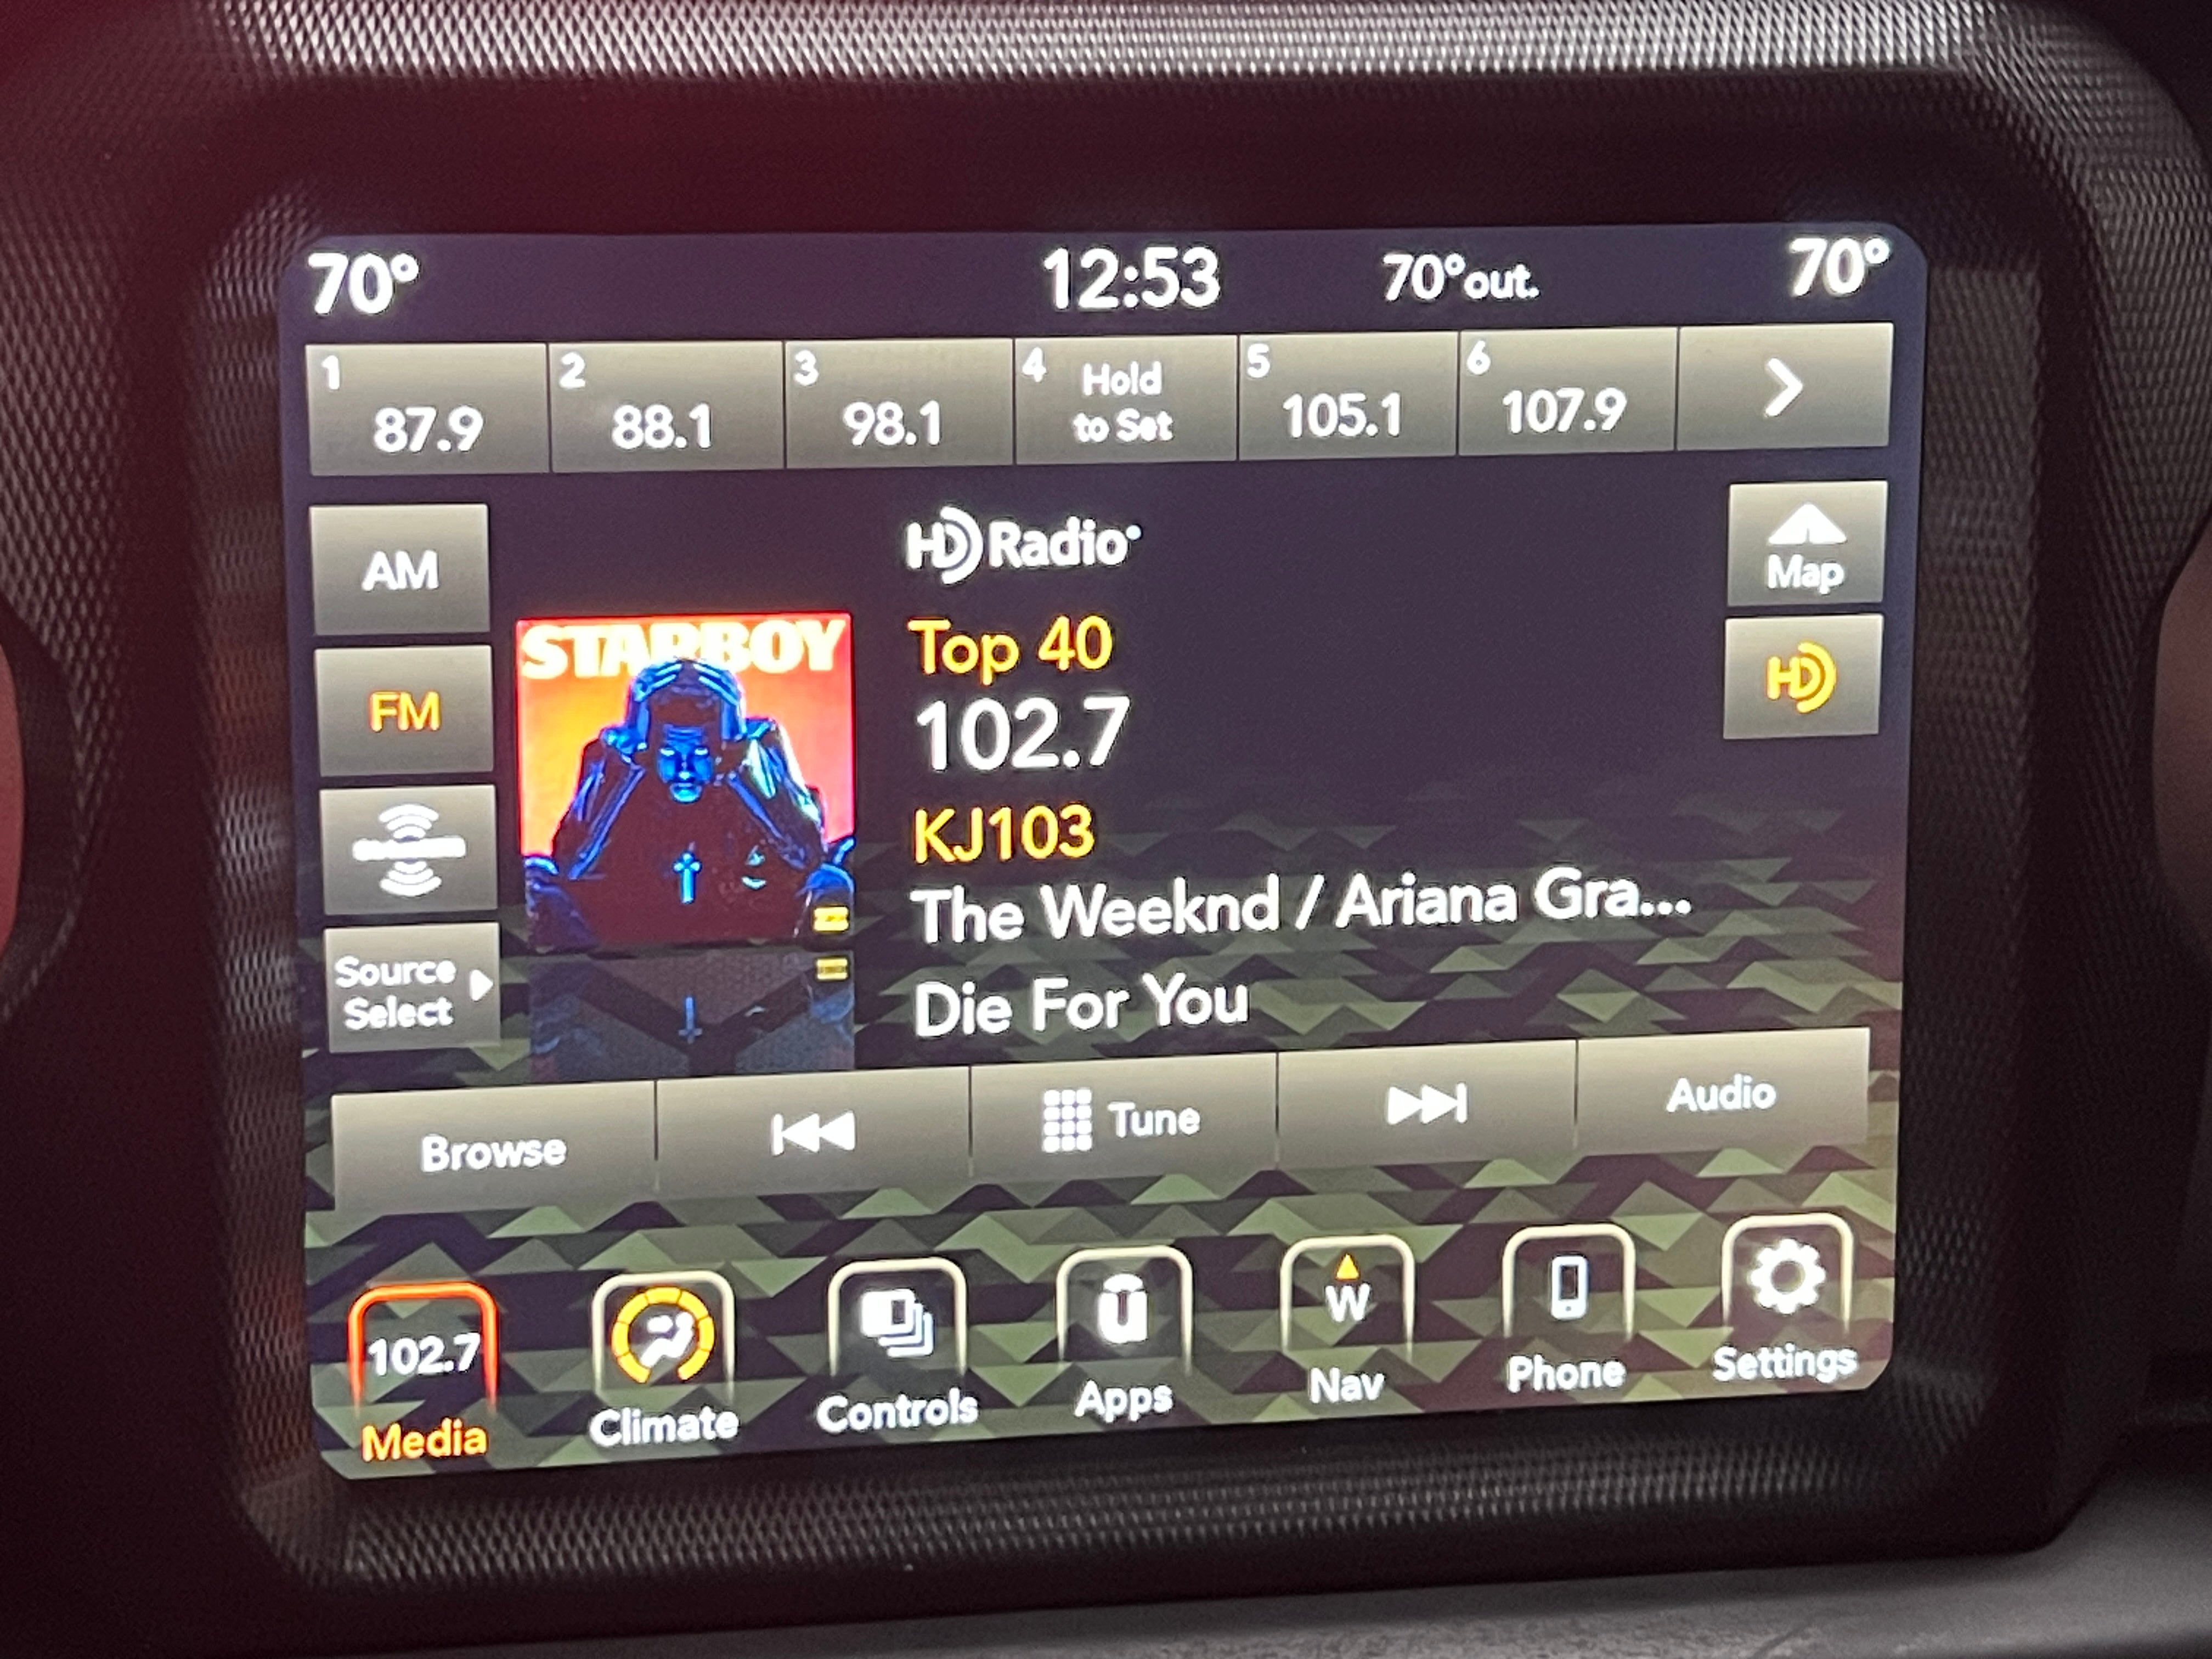 70° 12:53 70°out. 70°
1 87.9
2 88.1
3 98.1
4 Hold to Set
5 105.1
6 107.9
AM
FM
Source
Select
STARBOY
HD Radio
Top 40
102.7
KJ103
The Weeknd / Ariana Gra...
Die For You
Map
HD
Browse
Tune
Audio
102.7
Media
Climate
Controls
u
Apps
W
Nav
Phone
Settings